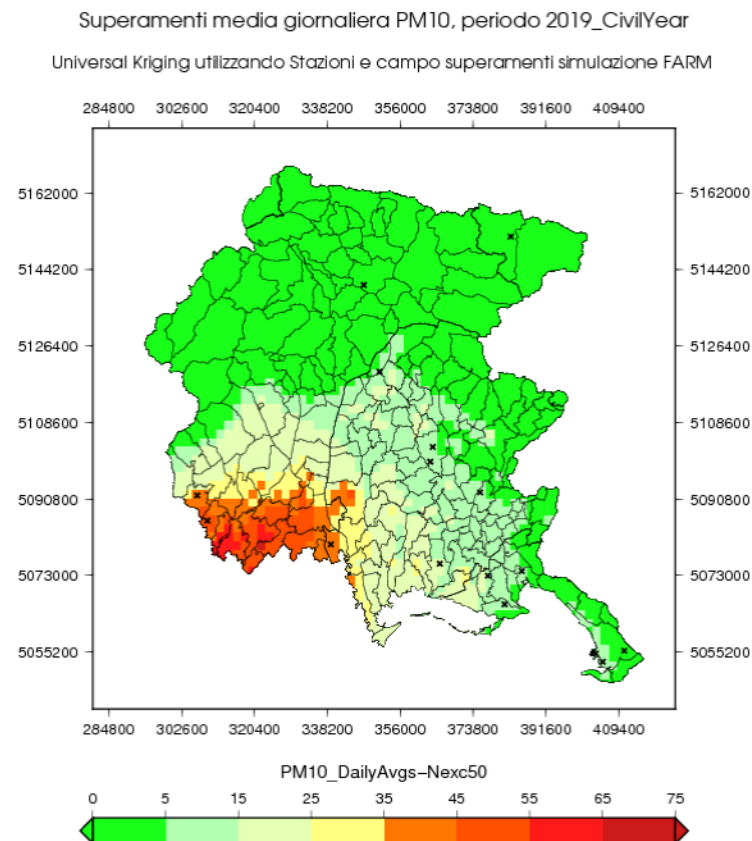 Superamenti media giornaliera PM10, periodo 2019_CivilYear
Universal Kriging utilizzando Stazioni e campo superamenti simulazione FARM
284800 302600 320400 338200 356000 373800 391600 409400
5162000 5162000
5144200 5144200
5126400 5126400
5108600 5108600
5090800 5090800
5073000 5073000
5055200 5055200
284800 302600 320400 338200 356000 373800 391600 409400
PM10_DailyAvgs-Nexc50
0 5 15 25 35 45 55 65 75